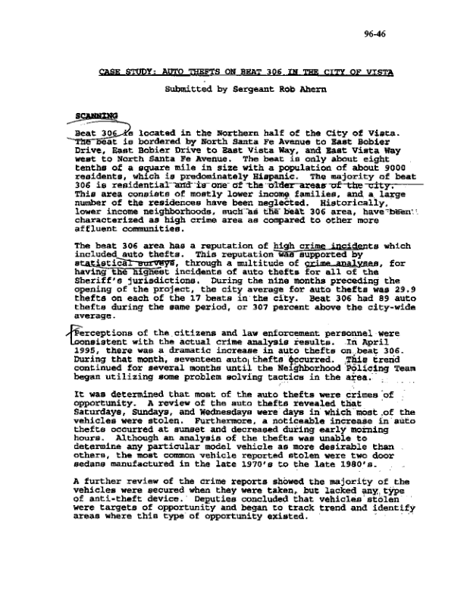 96-46
CASE STUDY: AUTO THEFTS ON BEAT 306 IN THE CITY OF VISTA
Submitted by Sergeant Rob Ahern
SCANNING
Beat 306 is located in the Northern half of the City of Vista.
The beat is bordered by North Santa Fe Avenue to East Bobier
Drive, East Bobier Drive to East Vista Way, and East Vista Way
west to North Santa Fe Avenue. The beat is only about eight
tenths of a square mile in size with a population of about 9000
residents, which is predominately Hispanic. The majority of beat
306 is residential and is one of the older areas of the city.
This area consists of mostly lower income families, and a large
number of the residences have been neglected. Historically,
lower income neighborhoods, such as the beat 306 area, have been
characterized as high crime area as compared to other more
affluent communities.
The beat 306 area has a reputation of high crime incidents which
included auto thefts. This reputation was supported by
statistical surveys, through a multitude of crime analyses, for
having the highest incidents of auto thefts for all of the
Sheriff's jurisdictions. During the nine months preceding the
opening of the project, the city average for auto thefts was 29.9
thefts on each of the 17 beats in the city. Beat 306 had 89 auto
thefts during the same period, or 307 percent above the city-wide
average.
Perceptions of the citizens and law enforcement personnel were
consistent with the actual crime analysis results. In April
1995, there was a dramatic increase in auto thefts on beat 306.
During that month, seventeen auto thefts occurred. This trend
continued for several months until the Neighborhood Policing Team
began utilizing some problem solving tactics in the area.
It was determined that most of the auto thefts were crimes of
opportunity. A review of the auto thefts revealed that
Saturdays, Sundays, and Wednesdays were days in which most of the
vehicles were stolen. Furthermore, a noticeable increase in auto
thefts occurred at sunset and decreased during early morning
hours. Although an analysis of the thefts was unable to
determine any particular model vehicle as more desirable than
others, the most common vehicle reported stolen were two door
sedans manufactured in the late 1970's to the late 1980's.
A further review of the crime reports showed the majority of the
vehicles were secured when they were taken, but lacked any type
of anti-theft device. Deputies concluded that vehicles stolen
were targets of opportunity and began to track trend and identify
areas where this type of opportunity existed.